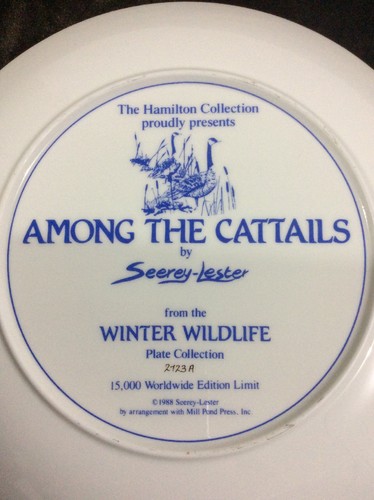 The Hamilton Collection
proudly presents
AMONG THE CATTAILS
by
Seerey-Lester
from the
WINTER WILDLIFE
Plate Collection
2123A
15,000 Worldwide Edition Limit
©1988 Seerey-Lester
by arrangement with Mill Pond Press, Inc.